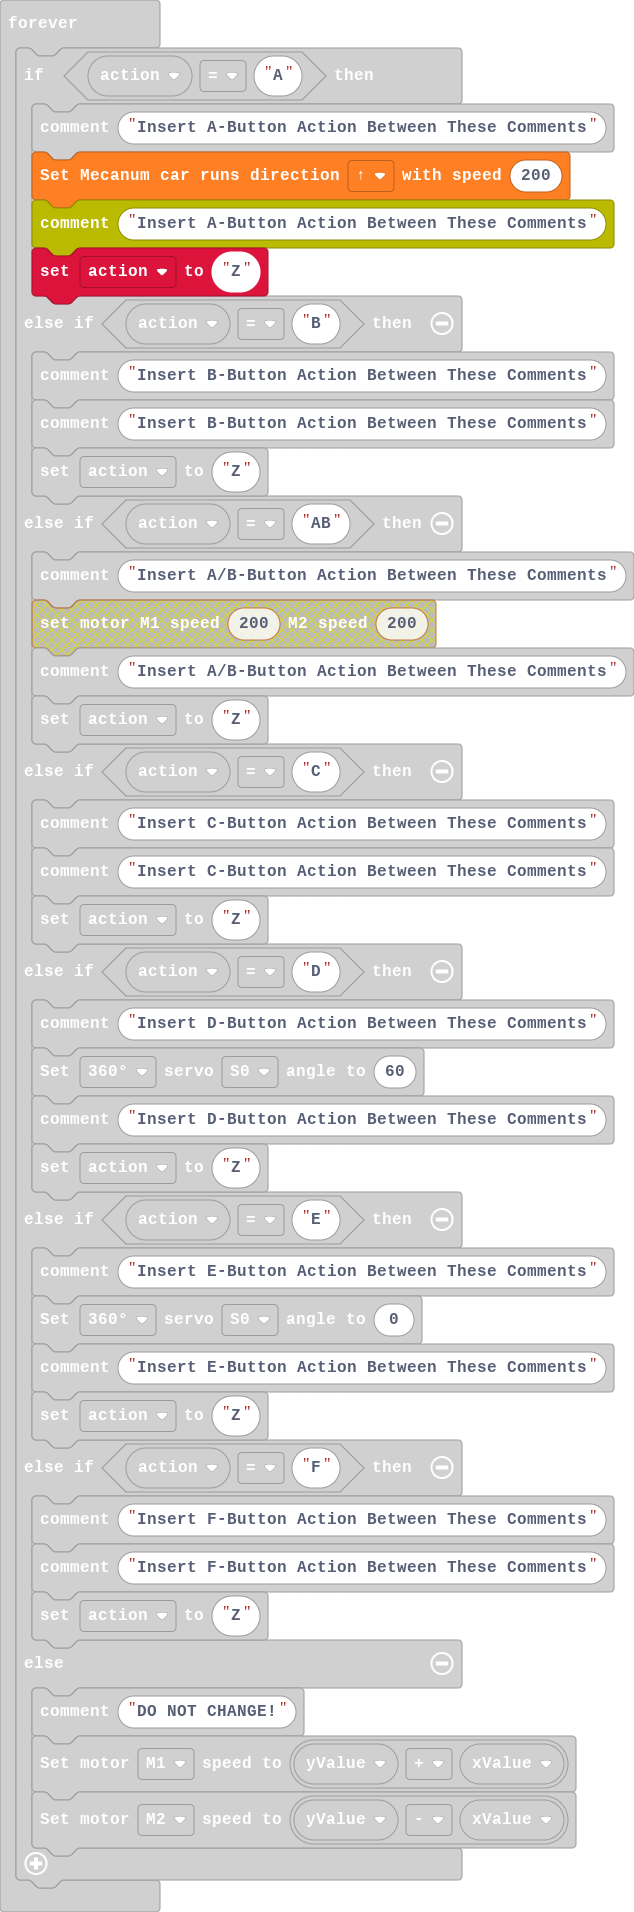 forever
if action = "A" then
comment "Insert A-Button Action Between These Comments"
Set Mecanum car runs direction ↑ with speed 200
comment "Insert A-Button Action Between These Comments"
set action to "Z"
else if action = "B" then
comment "Insert B-Button Action Between These Comments"
comment "Insert B-Button Action Between These Comments"
set action to "Z"
else if action = "AB" then
comment "Insert A/B-Button Action Between These Comments"
set motor M1 speed 200 M2 speed 200
comment "Insert A/B-Button Action Between These Comments"
set action to "Z"
else if action = "C" then
comment "Insert C-Button Action Between These Comments"
comment "Insert C-Button Action Between These Comments"
set action to "Z"
else if action = "D" then
comment "Insert D-Button Action Between These Comments"
Set 360° servo S0 angle to 60
comment "Insert D-Button Action Between These Comments"
set action to "Z"
else if action = "E" then
comment "Insert E-Button Action Between These Comments"
Set 360° servo S0 angle to 0
comment "Insert E-Button Action Between These Comments"
set action to "Z"
else if action = "F" then
comment "Insert F-Button Action Between These Comments"
comment "Insert F-Button Action Between These Comments"
set action to "Z"
else
comment "DO NOT CHANGE!"
Set motor M1 speed to yValue + xValue
Set motor M2 speed to yValue - xValue